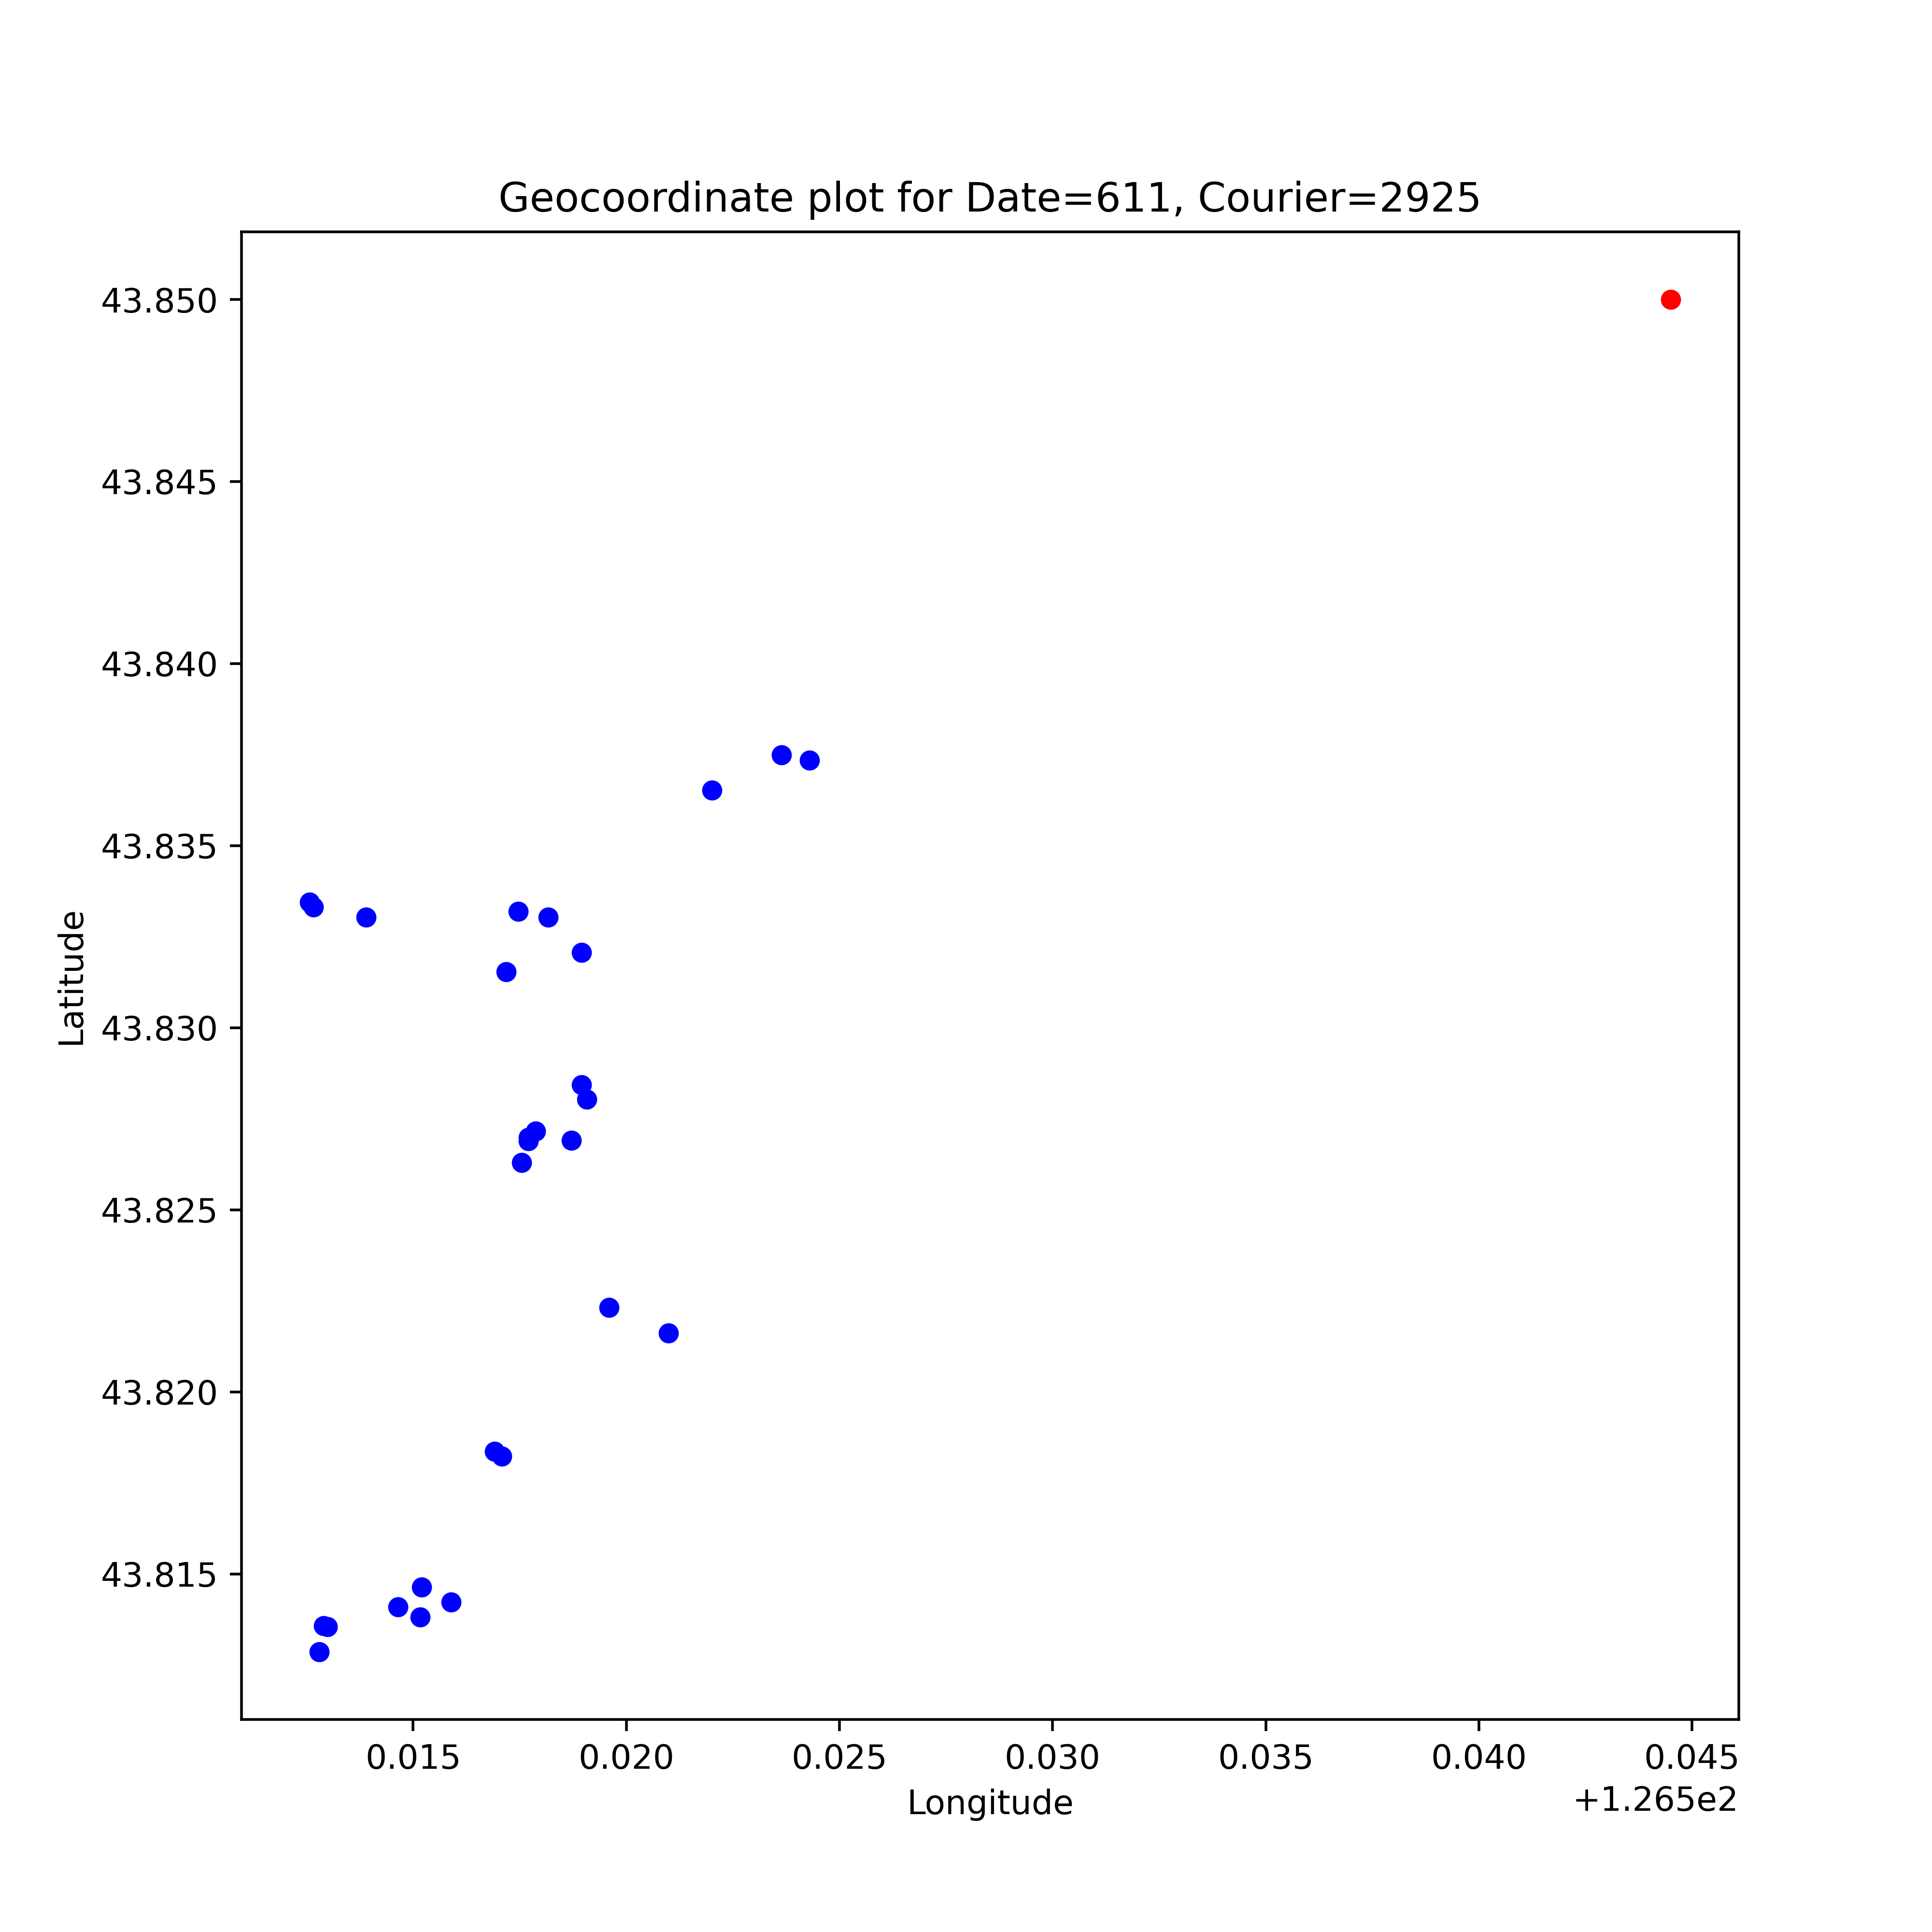 Geocoordinate plot for Date=611, Courier=2925
43.850
43.845
43.840
43.835
43.830
43.825
43.820
43.815
Latitude
0.015 0.020 0.025 0.030 0.035 0.040 0.045
+1.265e2
Longitude